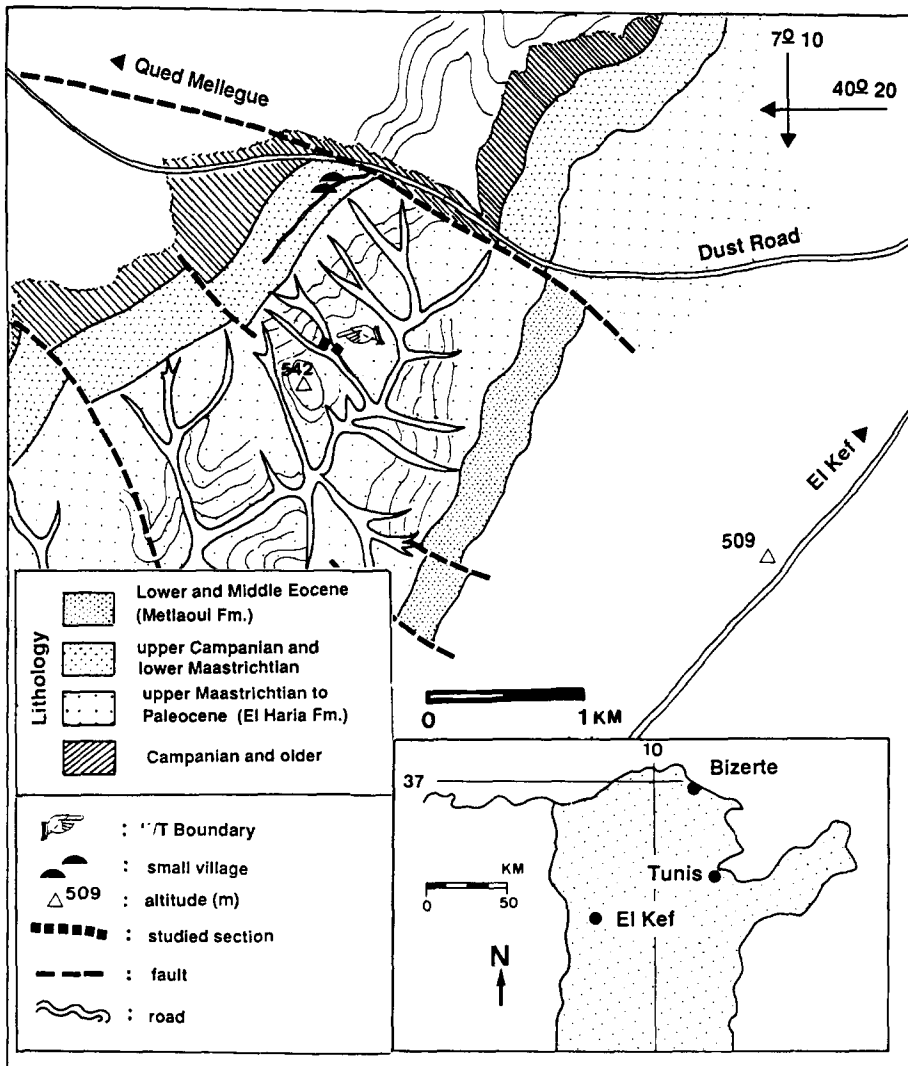 Qued Mellegue
7º 10
40º 20
Dust Road
542
El Kef
509
Lithology
Lower and Middle Eocene
(Metlaoui Fm.)
upper Campanian and
lower Maastrichtian
upper Maastrichtian to
Paleocene (El Haria Fm.)
Campanian and older
0 1 KM
: /T Boundary
: small village
509 : altitude (m)
: studied section
: fault
: road
10
37
Bizerte
KM
0 50
Tunis
El Kef
N